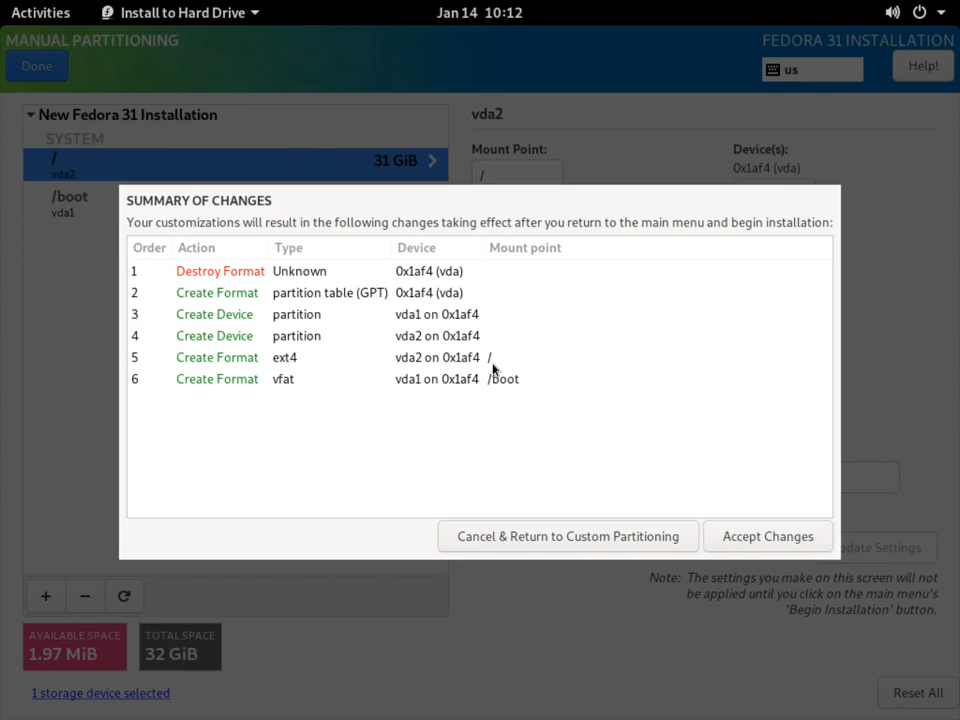 Activities Install to Hard Drive Jan 14 10:12
MANUAL PARTITIONING FEDORA 31 INSTALLATION
Done us Help!
New Fedora 31 Installation vda2
SYSTEM
/ 31 GiB
vda2
Mount Point: Device(s):
/ 0x1af4 (vda)
/boot
vda1
SUMMARY OF CHANGES
Your customizations will result in the following changes taking effect after you return to the main menu and begin installation:
Order Action Type Device Mount point
1 Destroy Format Unknown 0x1af4 (vda)
2 Create Format partition table (GPT) 0x1af4 (vda)
3 Create Device partition vda1 on 0x1af4
4 Create Device partition vda2 on 0x1af4
5 Create Format ext4 vda2 on 0x1af4 /
6 Create Format vfat vda1 on 0x1af4 /boot
Cancel & Return to Custom Partitioning Accept Changes
Settings
Note: The settings you make on this screen will not
be applied until you click on the main menu's
'Begin Installation' button.
+ −
AVAILABLE SPACE TOTAL SPACE
1.97 MiB 32 GiB
1 storage device selected Reset All